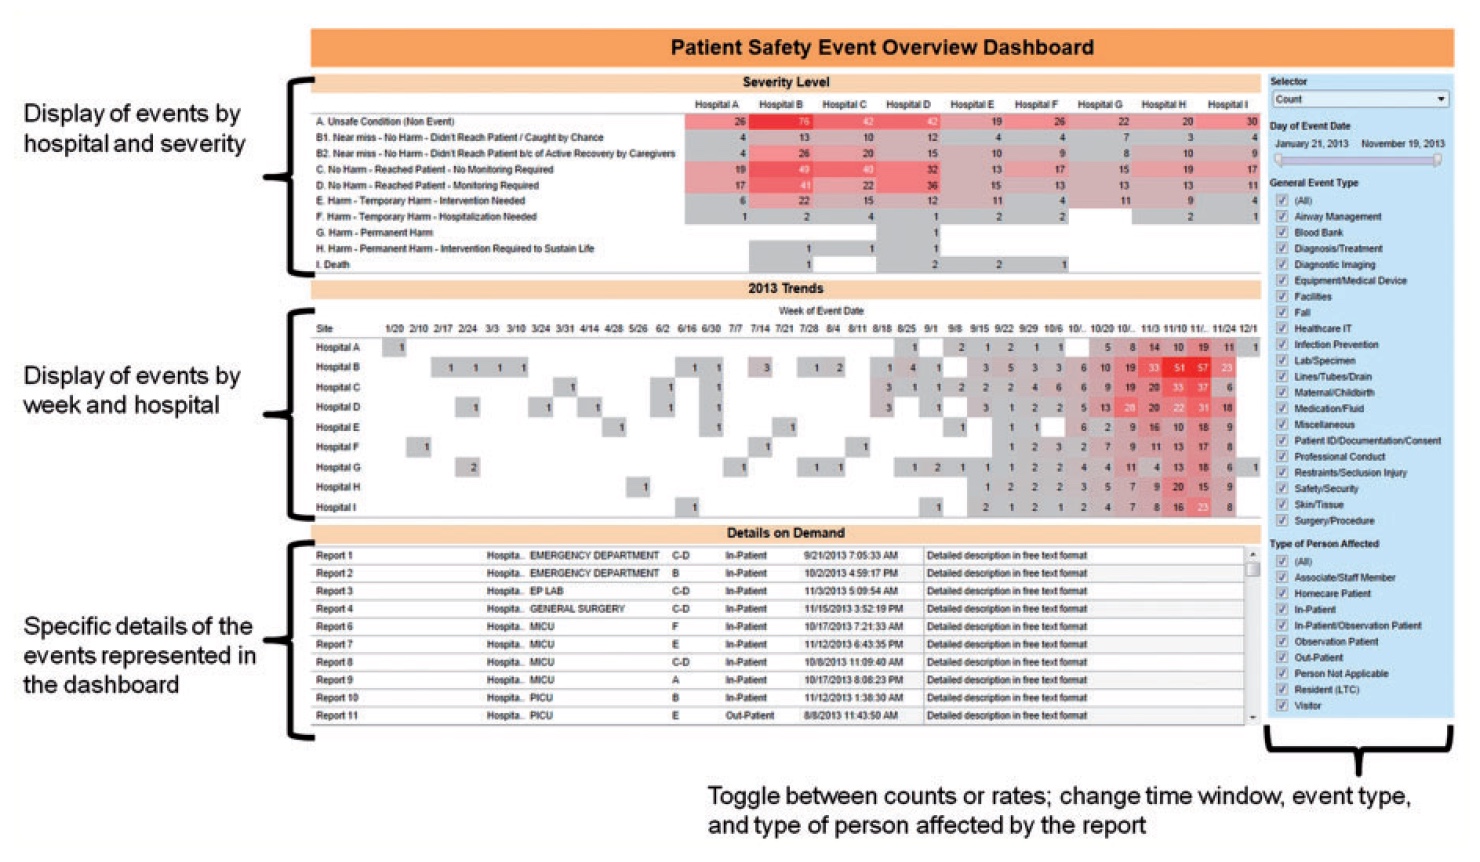 Patient Safety Event Overview Dashboard
Display of events by
hospital and severity
Severity Level
Hospital A Hospital B Hospital C Hospital D Hospital E Hospital F Hospital G Hospital H Hospital I
A. Unsafe Condition (Non Event) 26 76 42 42 19 26 22 20 30
B1. Near miss - No Harm - Didn't Reach Patient / Caught by Chance 4 13 10 12 4 4 7 3 4
B2. Near miss - No Harm - Didn't Reach Patient b/c of Active Recovery by Caregivers 4 26 20 15 10 9 8 10 9
C. No Harm - Reached Patient - No Monitoring Required 19 49 40 32 13 17 15 19 17
D. No Harm - Reached Patient - Monitoring Required 17 41 22 36 15 13 13 13 11
E. Harm - Temporary Harm - Intervention Needed 6 22 15 12 11 4 11 9 4
F. Harm - Temporary Harm - Hospitalization Needed 1 2 4 1 2 2 2 1
G. Harm - Permanent Harm 1
H. Harm - Permanent Harm - Intervention Required to Sustain Life 1 1 1
I. Death 1 2 2 1
Display of events by
week and hospital
2013 Trends
Week of Event Date
Site 1/20 2/10 2/17 2/24 3/3 3/10 3/24 3/31 4/14 4/28 5/26 6/2 6/16 6/30 7/7 7/14 7/21 7/28 8/4 8/11 8/18 8/25 9/1 9/8 9/15 9/22 9/29 10/6 10/.. 10/20 10/.. 11/3 11/10 11/.. 11/24 12/1
Hospital A 1 1 2 1 2 1 1 5 8 14 10 19 11 1
Hospital B 1 1 1 1 1 1 3 1 2 1 4 1 3 5 3 3 6 10 19 33 51 57 23
Hospital C 1 1 1 3 1 1 2 2 2 4 6 6 9 19 20 33 37 6
Hospital D 1 1 1 1 1 3 1 3 1 2 2 5 13 28 20 22 31 18
Hospital E 1 1 1 1 1 1 6 2 9 16 10 18 9
Hospital F 1 1 1 1 2 3 2 7 9 11 13 17 8
Hospital G 2 1 1 1 1 2 1 1 1 2 2 4 4 11 4 13 18 6 1
Hospital H 1 1 2 2 2 3 5 7 9 20 15 9
Hospital I 1 1 2 1 2 1 2 4 7 8 16 23 8
Specific details of the
events represented in
the dashboard
Details on Demand
Report 1 Hospita.. EMERGENCY DEPARTMENT C-D In-Patient 9/21/2013 7:05:33 AM Detailed description in free text format
Report 2 Hospita.. EMERGENCY DEPARTMENT B In-Patient 10/2/2013 4:59:17 PM Detailed description in free text format
Report 3 Hospita.. EP LAB C-D In-Patient 11/3/2013 5:09:54 AM Detailed description in free text format
Report 4 Hospita.. GENERAL SURGERY C-D In-Patient 11/15/2013 3:52:19 PM Detailed description in free text format
Report 6 Hospita.. MICU F In-Patient 10/17/2013 7:21:33 AM Detailed description in free text format
Report 7 Hospita.. MICU E In-Patient 11/12/2013 6:43:35 PM Detailed description in free text format
Report 8 Hospita.. MICU C-D In-Patient 10/8/2013 11:09:40 AM Detailed description in free text format
Report 9 Hospita.. MICU A In-Patient 10/17/2013 8:08:23 PM Detailed description in free text format
Report 10 Hospita.. PICU B In-Patient 11/12/2013 1:38:30 AM Detailed description in free text format
Report 11 Hospita.. PICU E Out-Patient 8/8/2013 11:43:50 AM Detailed description in free text format
Selector
Count
Day of Event Date
January 21, 2013 November 19, 2013
General Event Type
(All)
Airway Management
Blood Bank
Diagnosis/Treatment
Diagnostic Imaging
Equipment/Medical Device
Facilities
Fall
Healthcare IT
Infection Prevention
Lab/Specimen
Lines/Tubes/Drain
Maternal/Childbirth
Medication/Fluid
Miscellaneous
Patient ID/Documentation/Consent
Professional Conduct
Restraints/Seclusion Injury
Safety/Security
Skin/Tissue
Surgery/Procedure
Type of Person Affected
(All)
Associate/Staff Member
Homecare Patient
In-Patient
In-Patient/Observation Patient
Observation Patient
Out-Patient
Person Not Applicable
Resident (LTC)
Visitor
Toggle between counts or rates; change time window, event type,
and type of person affected by the report